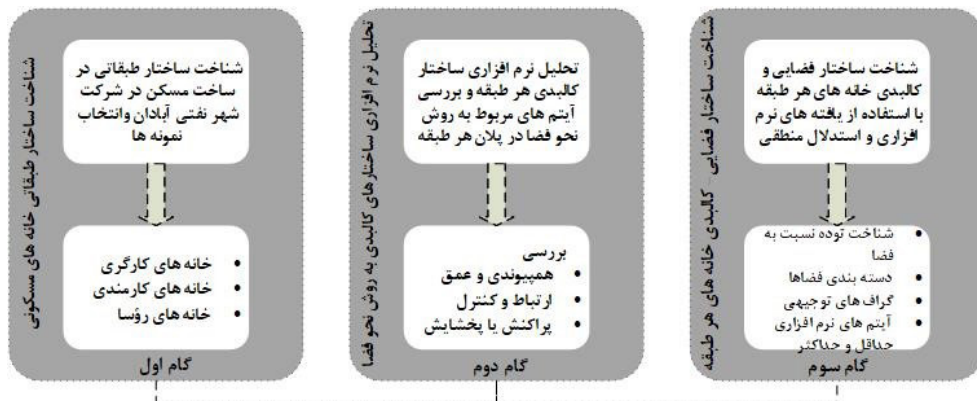 شناخت ساختار طبقاتی خانه های مسکونی
شناخت ساختار طبقاتی در
ساخت مسکن در شرکت
شهر نفتی آبادان وانتخاب
نمونه ها
• خانه های کارگری
• خانه های کارمندی
• خانه های رؤسا
گام اول
تحلیل نرم افزاری ساختارهای کالبدی به روش نحو فضا
تحلیل نرم افزاری ساختار
کالبدی هر طبقه و بررسی
آیتم های مربوط به روش
نحو فضا در پلان هر طبقه
بررسی
• همپیوندی و عمق
• ارتباط و کنترل
• پراکنش یا پخشایش
گام دوم
شناخت ساختار فضایی - کالبدی خانه های هر طبقه
شناخت ساختار فضایی و
کالبدی خانه های هر طبقه
با استفاده از یافته های نرم
افزاری و استدلال منطقی
• شناخت توده نسبت به
فضا
• دسته بندی فضاها
• گراف های توجیهی
• آیتم های نرم افزاری
حداقل و حداکثر
گام سوم